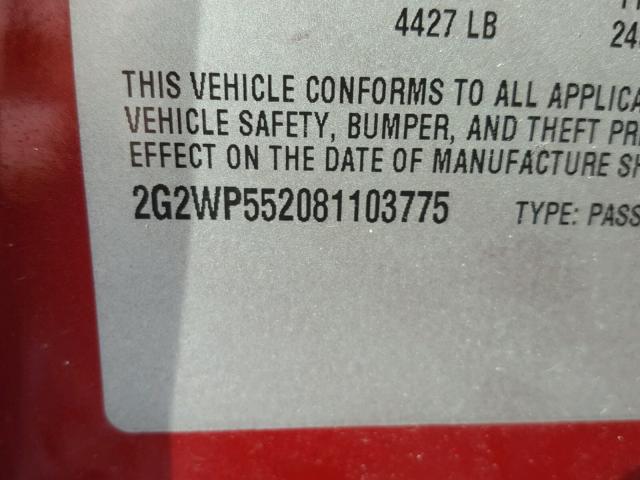 4427 LB 24
THIS VEHICLE CONFORMS TO ALL APPLICA
VEHICLE SAFETY, BUMPER, AND THEFT PR
EFFECT ON THE DATE OF MANUFACTURE SH
2G2WP552081103775 TYPE: PASS